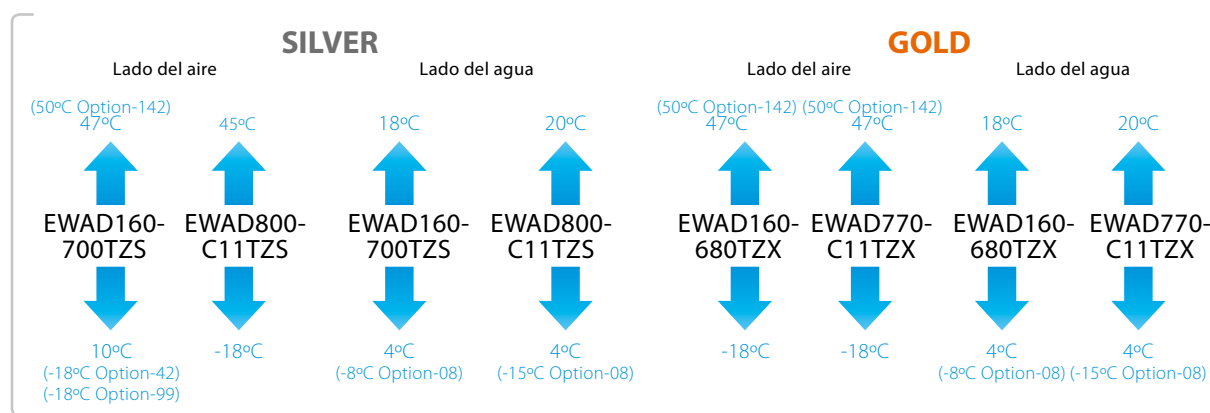 SILVER
GOLD
Lado del aire
Lado del agua
Lado del aire
Lado del agua
(50ºC Option-142)
47ºC
45ºC
18ºC
20ºC
(50ºC Option-142)
47ºC
(50ºC Option-142)
47ºC
18ºC
20ºC
EWAD160-
700TZS
EWAD800-
C11TZS
EWAD160-
700TZS
EWAD800-
C11TZS
EWAD160-
680TZX
EWAD770-
C11TZX
EWAD160-
680TZX
EWAD770-
C11TZX
10ºC
(-18ºC Option-42)
(-18ºC Option-99)
-18ºC
4ºC
(-8ºC Option-08)
4ºC
(-15ºC Option-08)
-18ºC
-18ºC
4ºC
(-8ºC Option-08)
4ºC
(-15ºC Option-08)